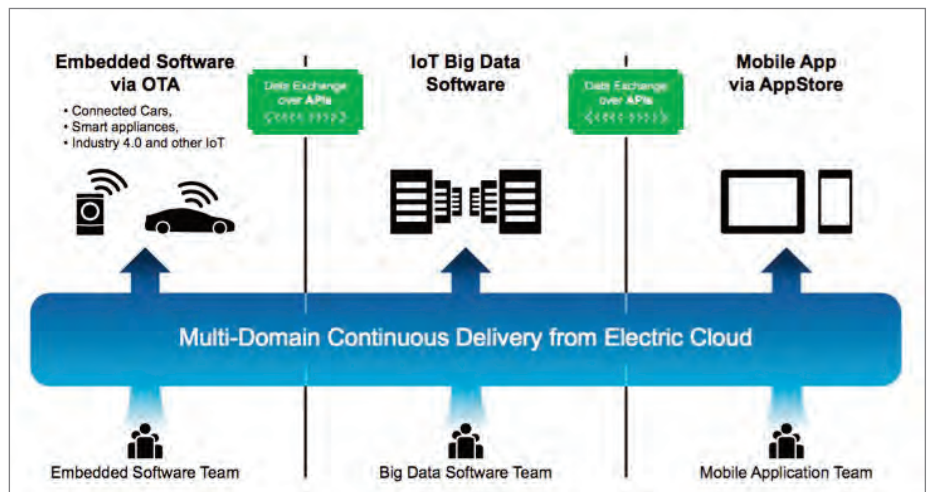 Embedded Software
via OTA
• Connected Cars,
• Smart appliances,
• Industry 4.0 and other IoT
Data Exchange
over APIs
<<<<< >>>>>
IoT Big Data
Software
Data Exchange
over APIs
<<<<< >>>>>
Mobile App
via AppStore
Multi-Domain Continuous Delivery from Electric Cloud
Embedded Software Team
Big Data Software Team
Mobile Application Team